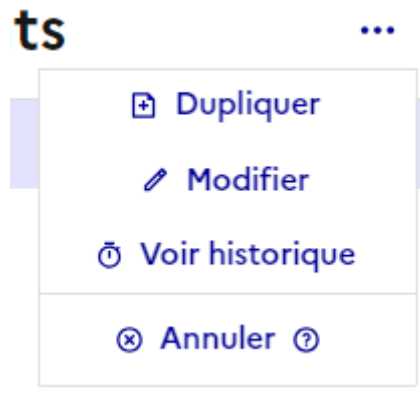 ts
Dupliquer
Modifier
Voir historique
Annuler